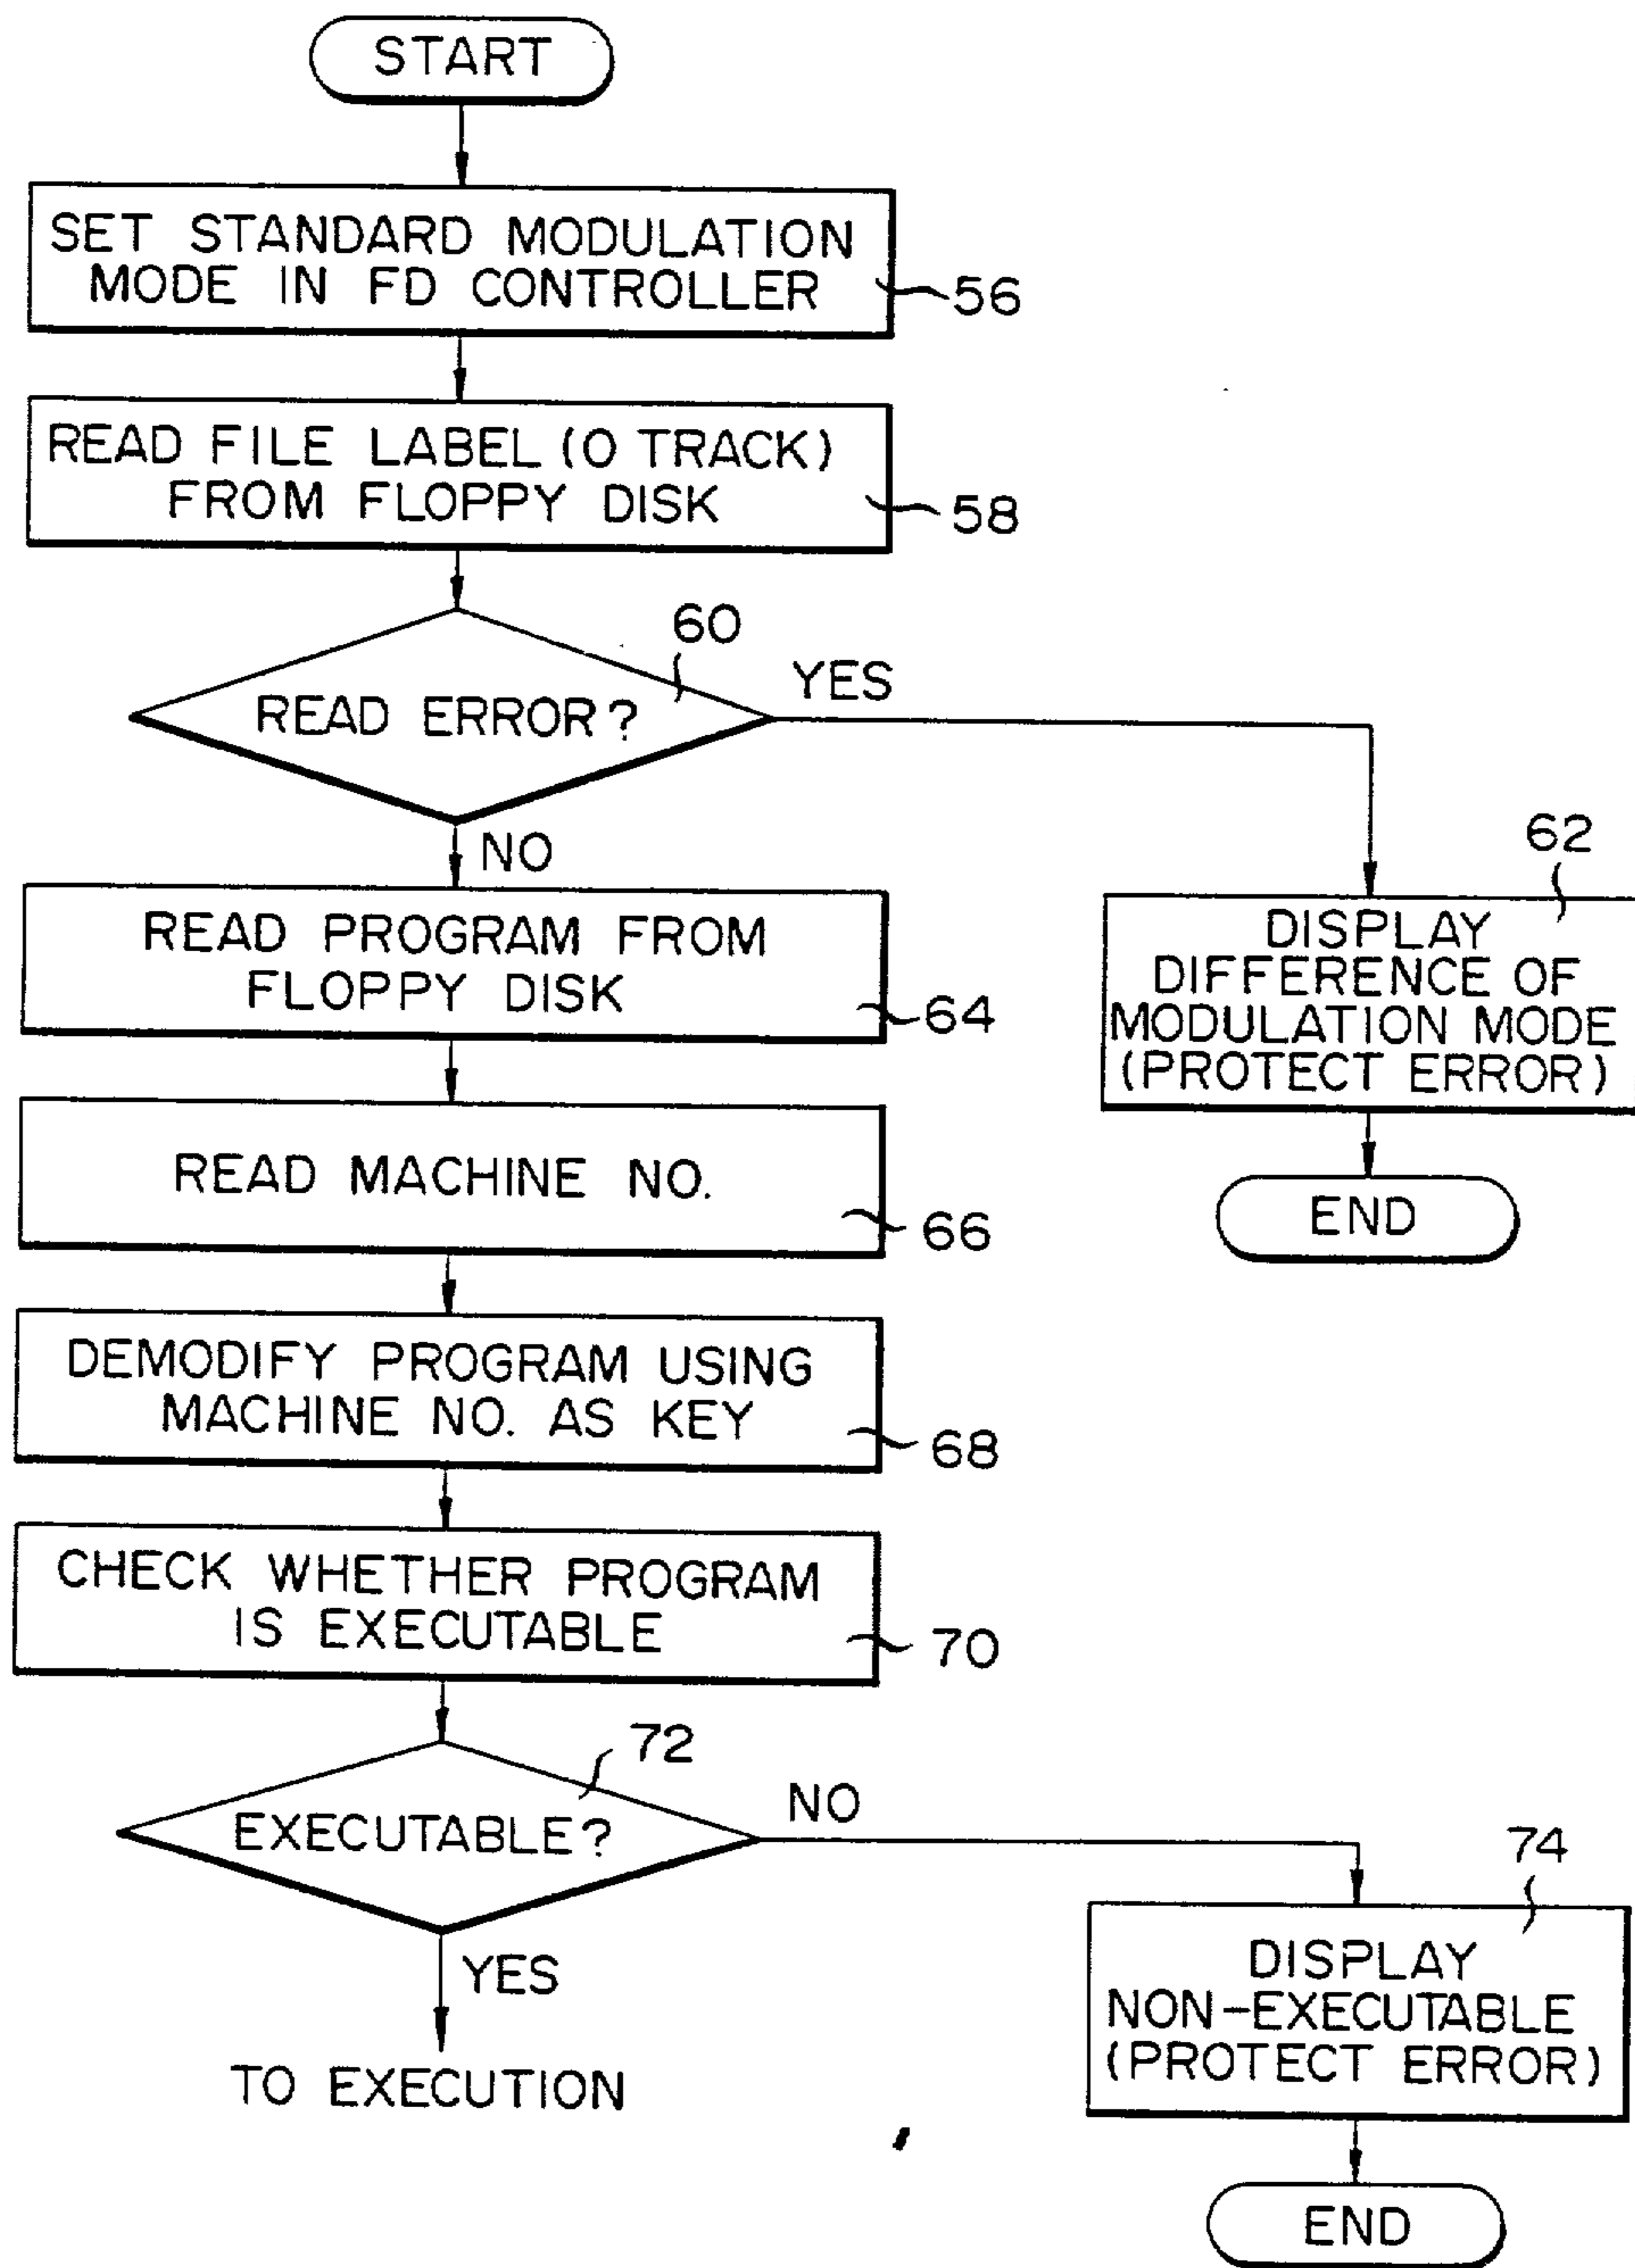 START
SET STANDARD MODULATION
MODE IN FD CONTROLLER
56
READ FILE LABEL (0 TRACK)
FROM FLOPPY DISK
58
60
READ ERROR?
YES
NO
62
DISPLAY
DIFFERENCE OF
MODULATION MODE
(PROTECT ERROR)
END
READ PROGRAM FROM
FLOPPY DISK
64
READ MACHINE NO.
66
DEMODIFY PROGRAM USING
MACHINE NO. AS KEY
68
CHECK WHETHER PROGRAM
IS EXECUTABLE
70
72
EXECUTABLE?
NO
YES
TO EXECUTION
74
DISPLAY
NON-EXECUTABLE
(PROTECT ERROR)
END